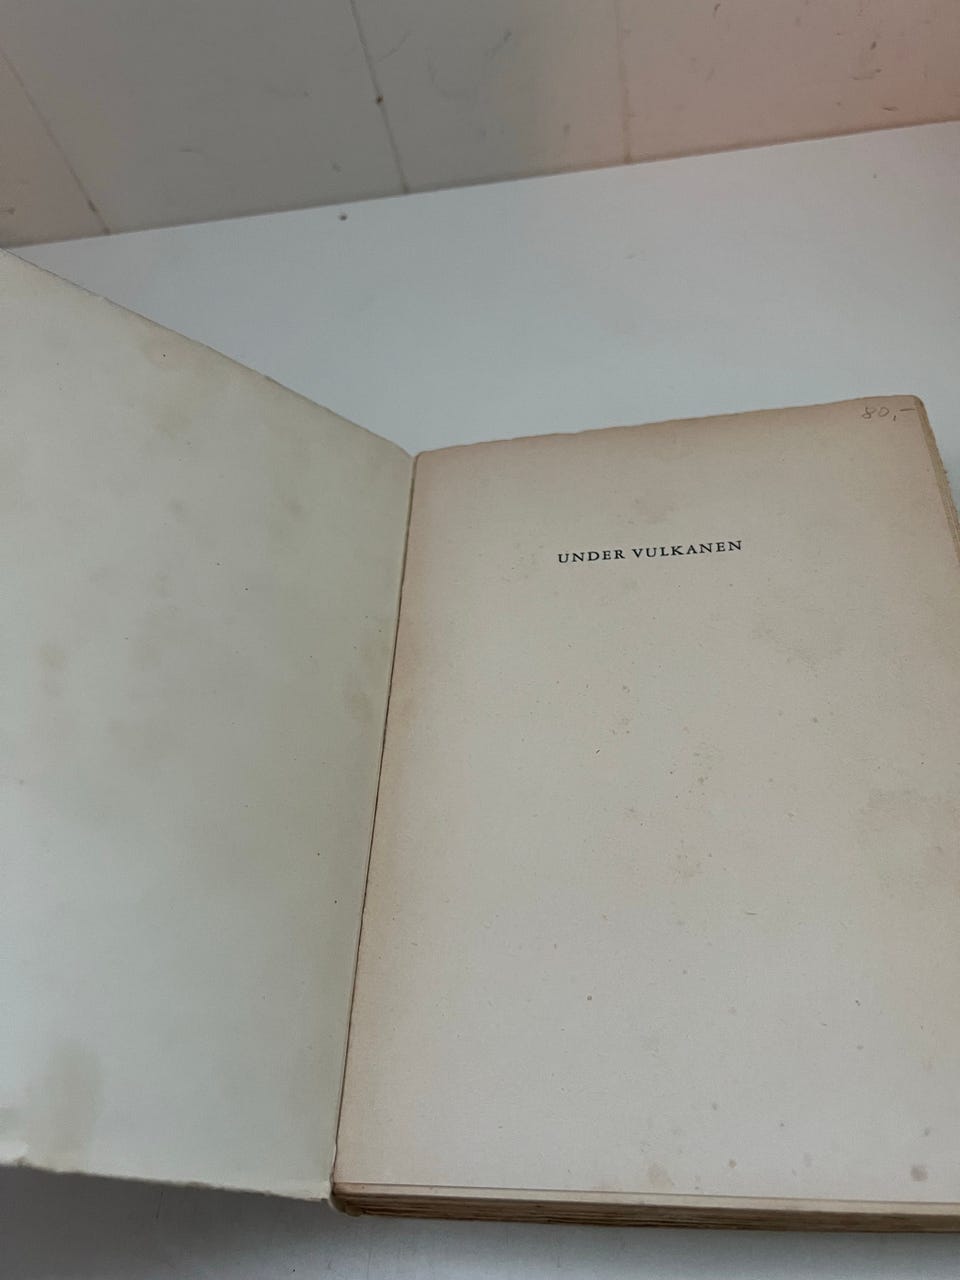 80,-
UNDER VULKANEN